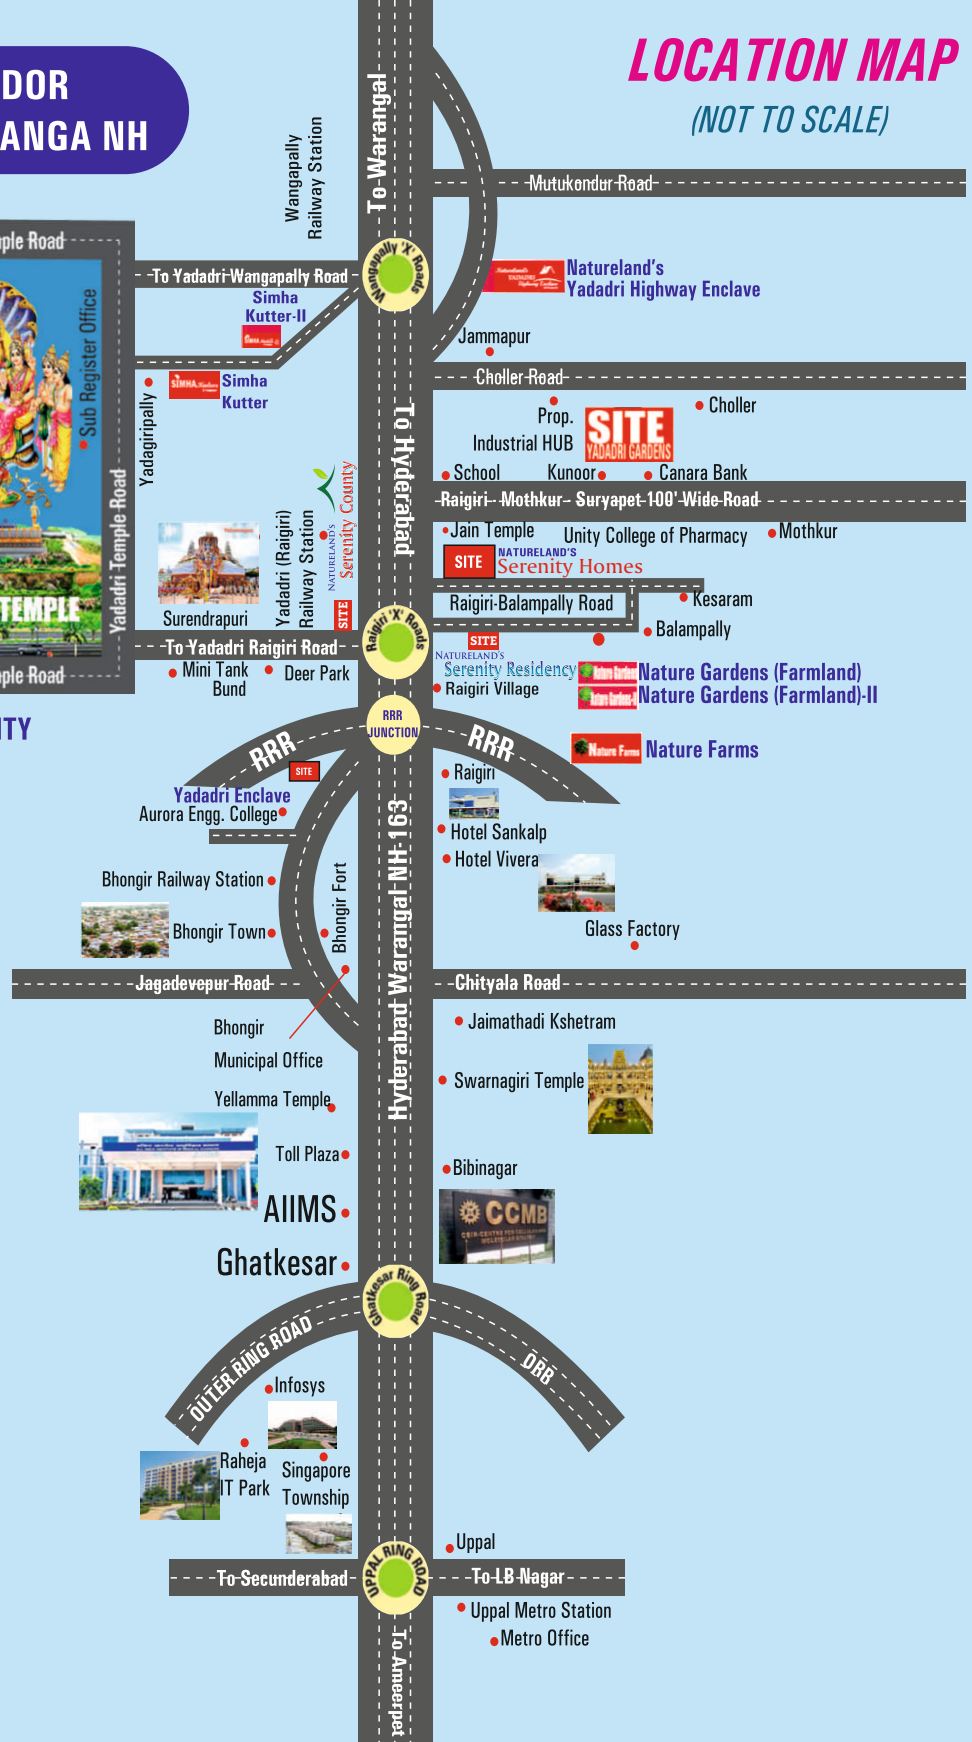 LOCATION MAP
(NOT TO SCALE)
DOR
ANGA NH
To Warangal
Wangapally
Railway Station
Mutukondur Road
ple Road
To Yadadri Wangapally Road
Wangapally 'X' Roads
Natureland's
Yadadri Highway Enclave
Simha
Kutter-II
Sub Register Office
Jammapur
Choller Road
SIMHA
Simha
Kutter
Yadagiripally
To Hyderabad
Prop.
Industrial HUB
SITE
YADADRI GARDENS
Choller
School
Kunoor
Canara Bank
Raigiri - Mothkur - Suryapet 100' Wide Road
Yadadri Temple Road
Jain Temple
Unity College of Pharmacy
Mothkur
Yadadri (Raigiri)
Railway Station
NATURELAND'S
Serenity County
SITE
SITE
NATURELAND'S
Serenity Homes
TEMPLE
Surendrapuri
Raigiri-Balampally Road
Kesaram
Balampally
To Yadadri Raigiri Road
Raigiri 'X' Roads
SITE
NATURELAND'S
Serenity Residency
ple Road
Mini Tank
Bund
Deer Park
Raigiri Village
Nature Gardens
Nature Gardens (Farmland)
Nature Gardens-II
Nature Gardens (Farmland)-II
ITY
RRR
JUNCTION
RRR
RRR
Nature Farms
Nature Farms
SITE
Yadadri Enclave
Aurora Engg. College
Raigiri
Hotel Sankalp
Hotel Vivera
Hyderabad Warangal NH-163
Bhongir Railway Station
Bhongir Fort
Bhongir Town
Glass Factory
Jagadevepur Road
Chityala Road
Bhongir
Municipal Office
Jaimathadi Kshetram
Yellamma Temple
Swarnagiri Temple
Toll Plaza
Bibinagar
AIIMS
CCMB
Ghatkesar
Ghatkesar Ring Road
OUTER RING ROAD
ORR
Infosys
Raheja
IT Park
Singapore
Township
Uppal
UPPAL RING ROAD
To Secunderabad
To LB Nagar
Uppal Metro Station
Metro Office
To Ameerpet